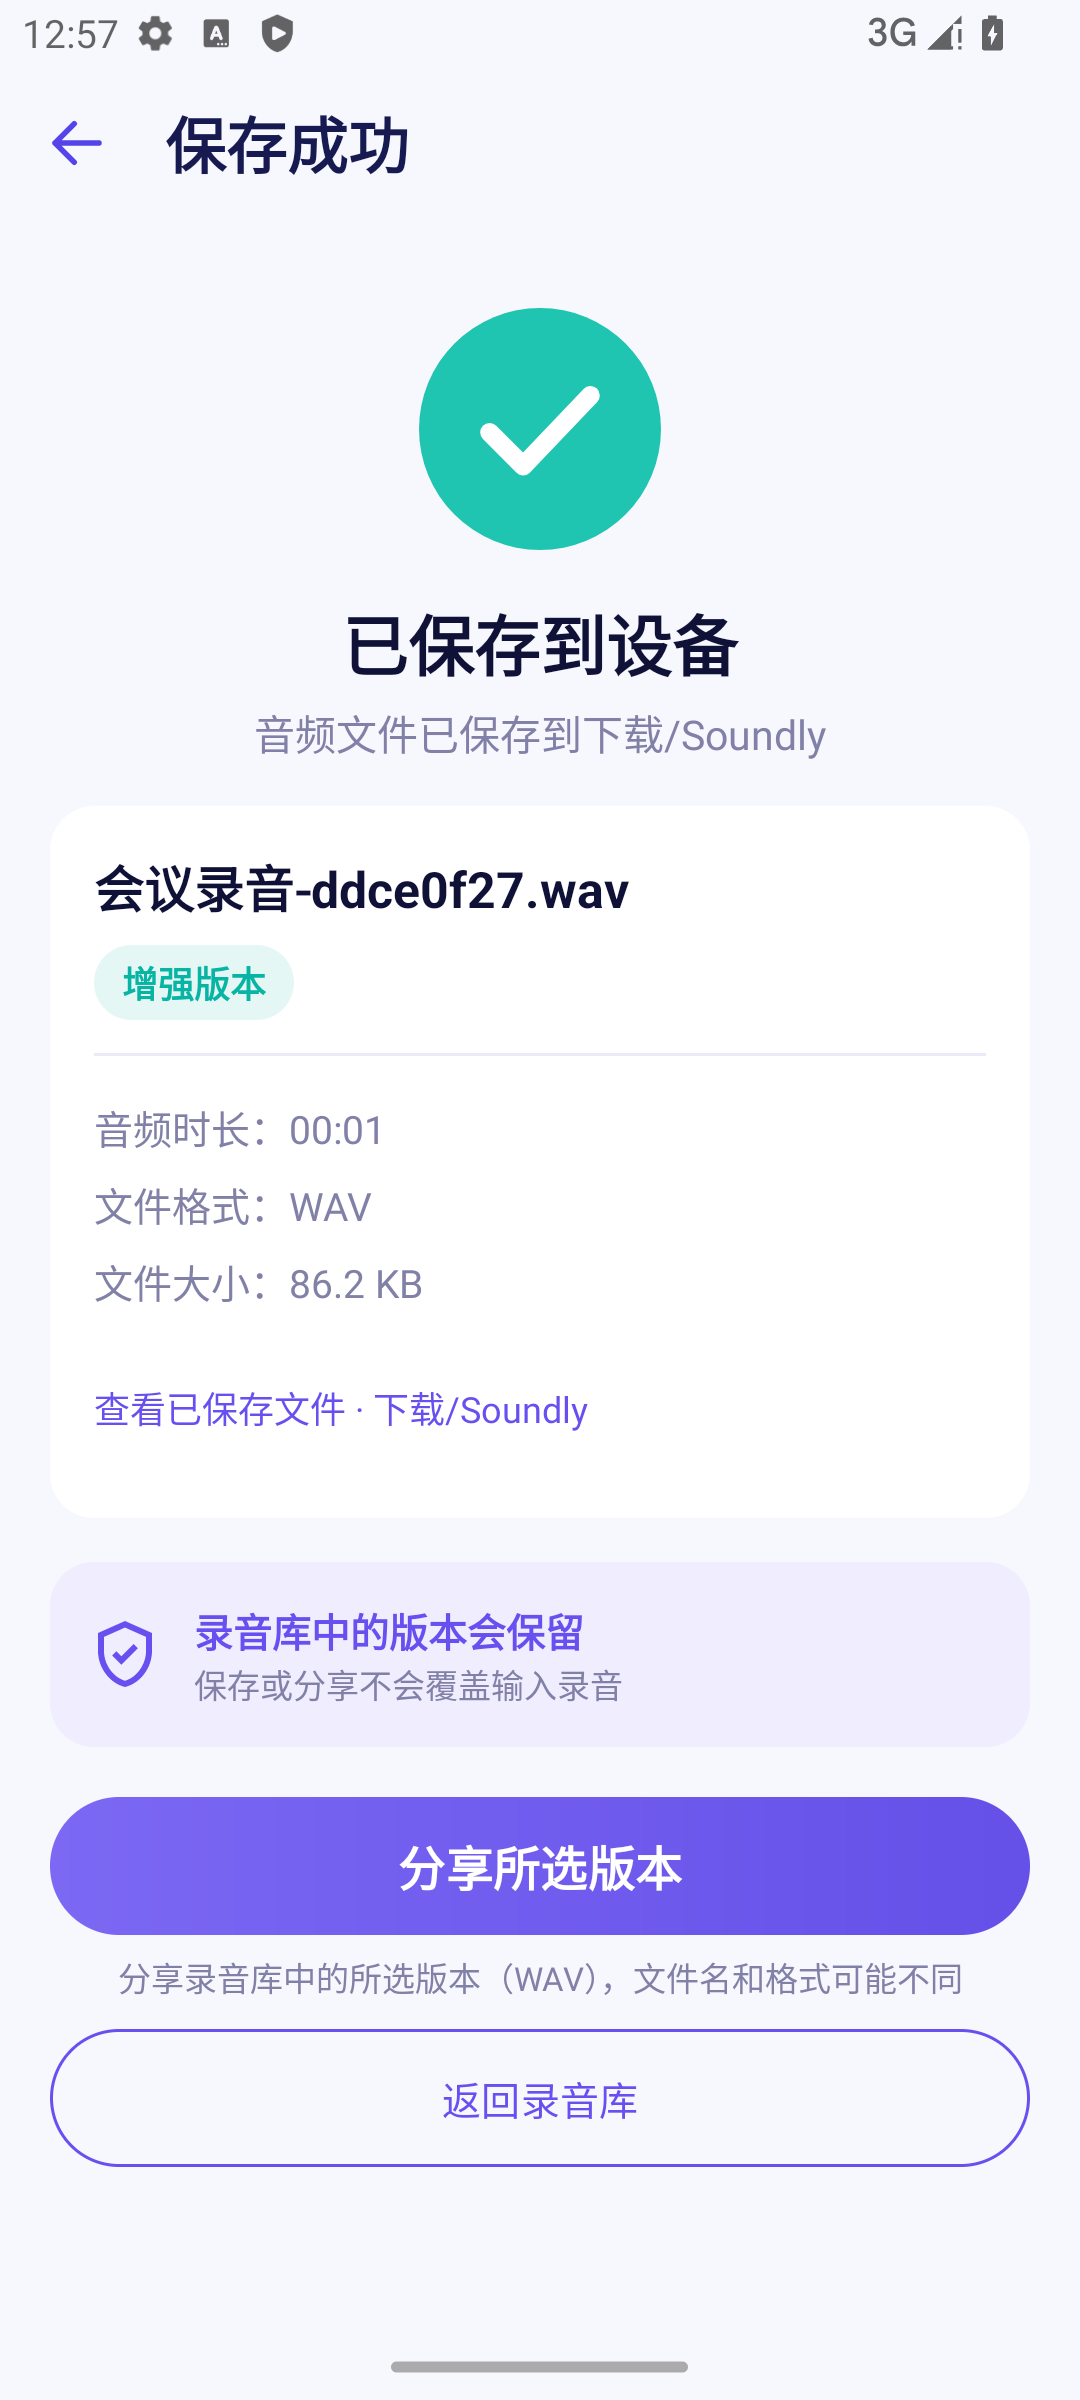 12:57
3G
保存成功
已保存到设备
音频文件已保存到下载/Soundly
会议录音-ddce0f27.wav
增强版本
音频时长：00:01
文件格式：WAV
文件大小：86.2 KB
查看已保存文件 · 下载/Soundly
录音库中的版本会保留
保存或分享不会覆盖输入录音
分享所选版本
分享录音库中的所选版本（WAV），文件名和格式可能不同
返回录音库